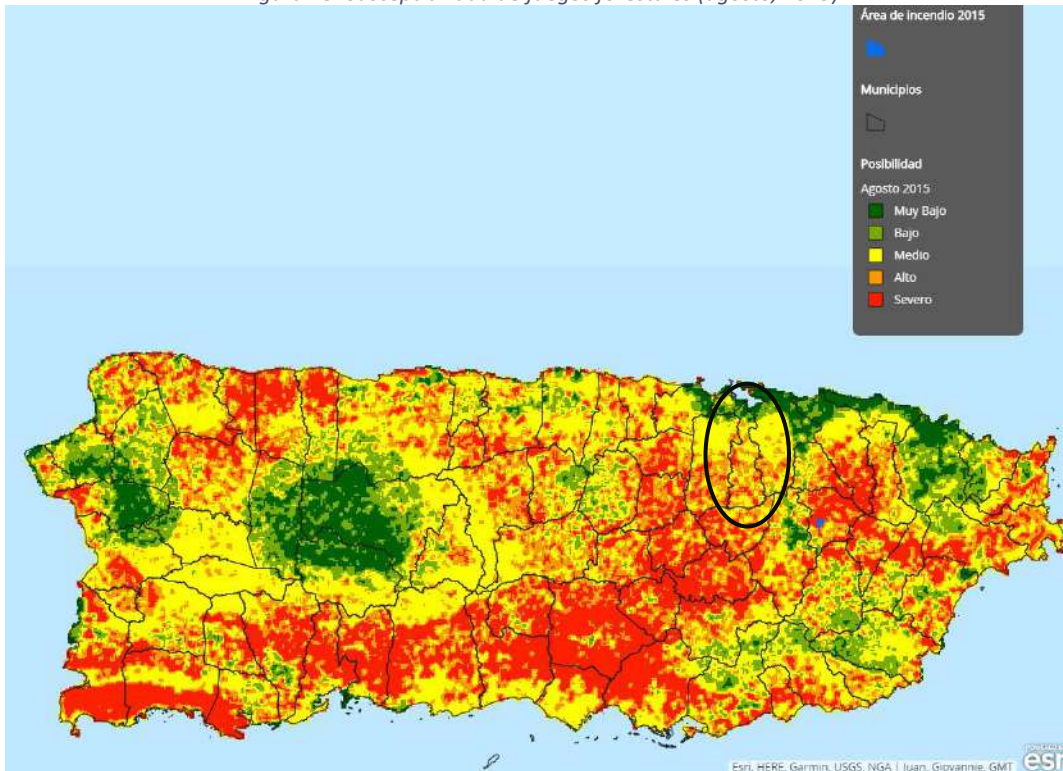 Área de incendio 2015
Municipios
Posibilidad
Agosto 2015
Muy Bajo
Bajo
Medio
Alto
Severo
Esri, HERE, Garmin, USGS, NGA | Juan, Giovannie, GMT
esri